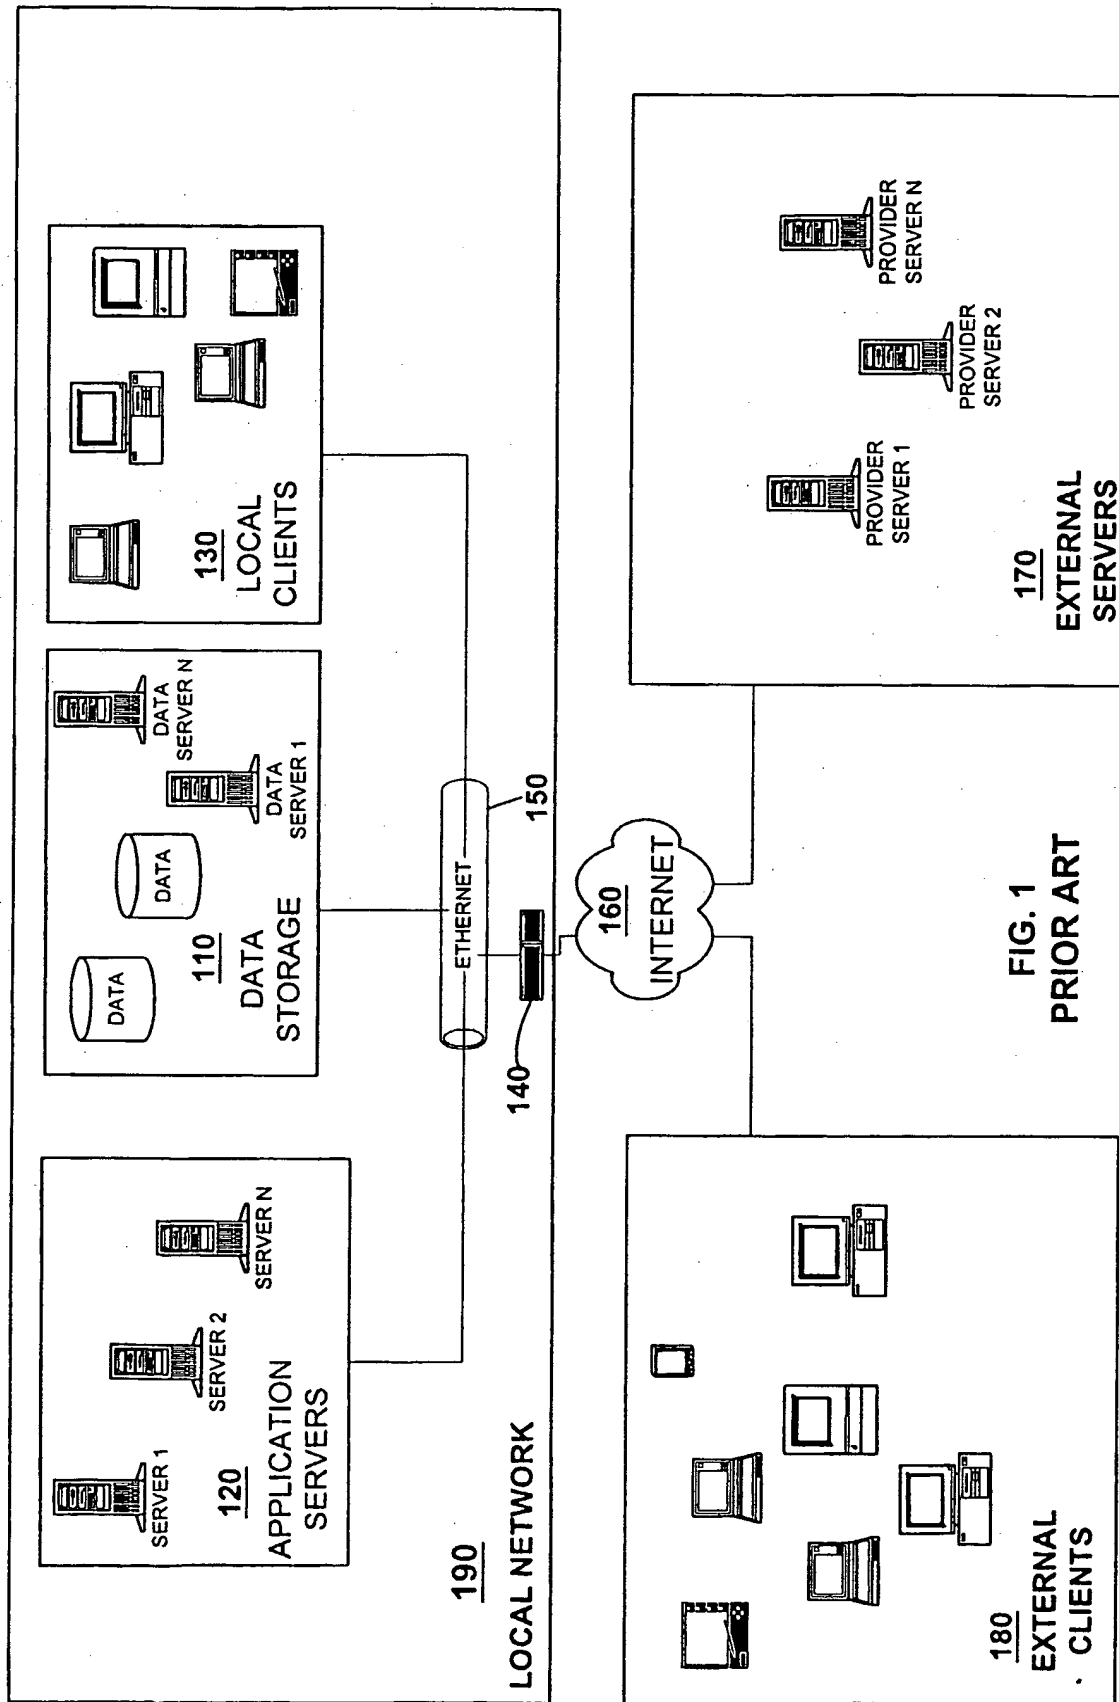 SERVER 1
SERVER 2
SERVER N
120
APPLICATION
SERVERS
DATA
DATA
DATA
SERVER 1
DATA
SERVER N
110
DATA
STORAGE
130
LOCAL
CLIENTS
ETHERNET
150
140
190
LOCAL NETWORK
160
INTERNET
180
EXTERNAL
CLIENTS
PROVIDER
SERVER 1
PROVIDER
SERVER 2
PROVIDER
SERVER N
170
EXTERNAL
SERVERS
FIG. 1
PRIOR ART